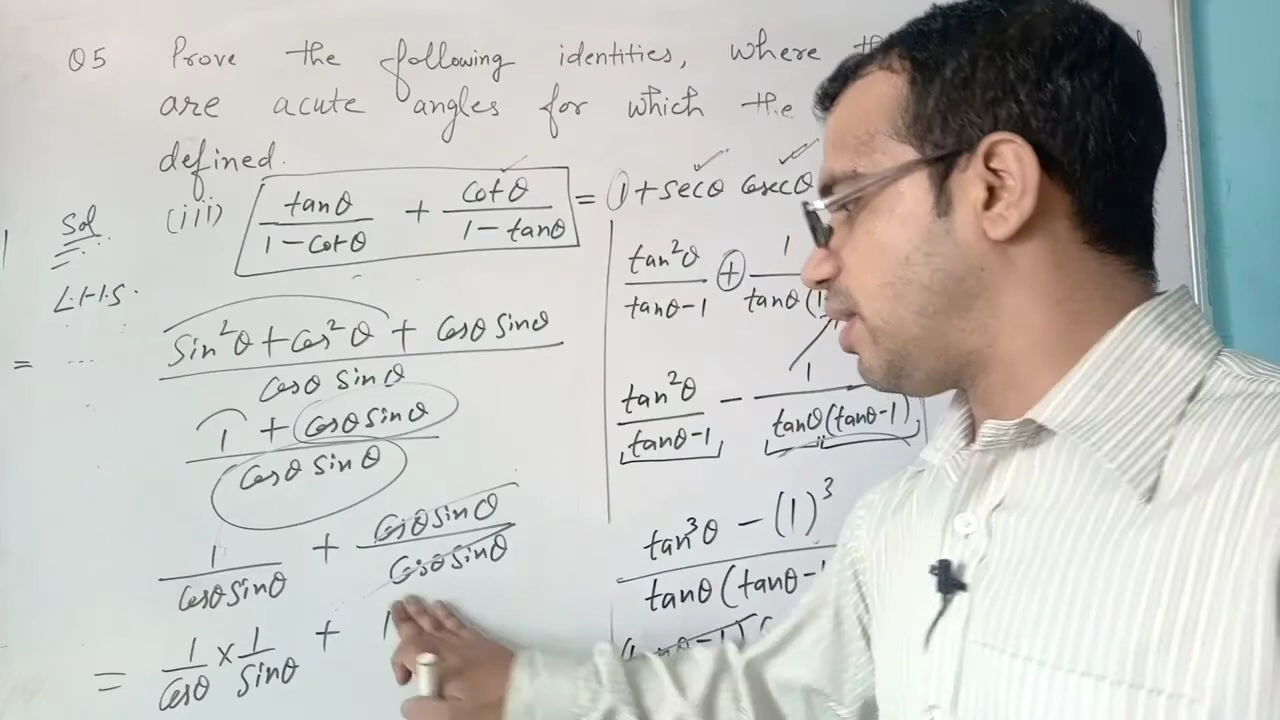 Q5 Prove the following identities, where
are acute angles for which the
defined.
(iii) tanθ/(1-cotθ) + cotθ/(1-tanθ) = 1+secθ cosecθ
Sol
L.H.S.
= ... (sin²θ+cos²θ + cosθ sinθ)/(cosθ sinθ)
(1 + cosθ sinθ)/(cosθ sinθ)
1/(cosθ sinθ) + (cosθ sinθ)/(cosθ sinθ)
= 1/cosθ × 1/sinθ + 1
tan²θ/(tanθ-1) + 1/(tanθ(1
tan²θ/(tanθ-1) - 1/(tanθ(tanθ-1))
(tan³θ - (1)³)/(tanθ(tanθ-1